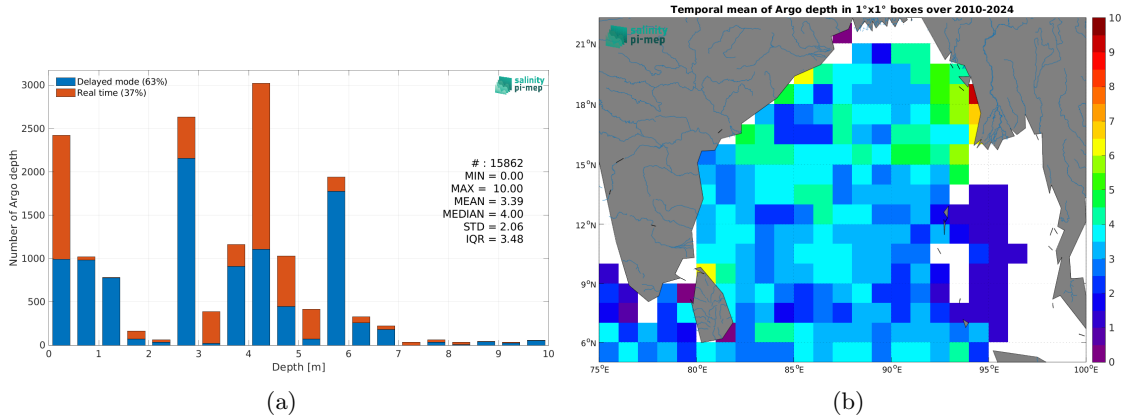 Temporal mean of Argo depth in 1°x1° boxes over 2010-2024
Delayed mode (63%)
Real time (37%)
salinity
pi-mep
# : 15862
MIN = 0.00
MAX = 10.00
MEAN = 3.39
MEDIAN = 4.00
STD = 2.06
IQR = 3.48
Number of Argo depth
3000
2500
2000
1500
1000
500
0
0 1 2 3 4 5 6 7 8 9 10
Depth [m]
(a)
salinity
pi-mep
21°N
18°N
15°N
12°N
9°N
6°N
75°E 80°E 85°E 90°E 95°E 100°E
10
9
8
7
6
5
4
3
2
1
0
(b)